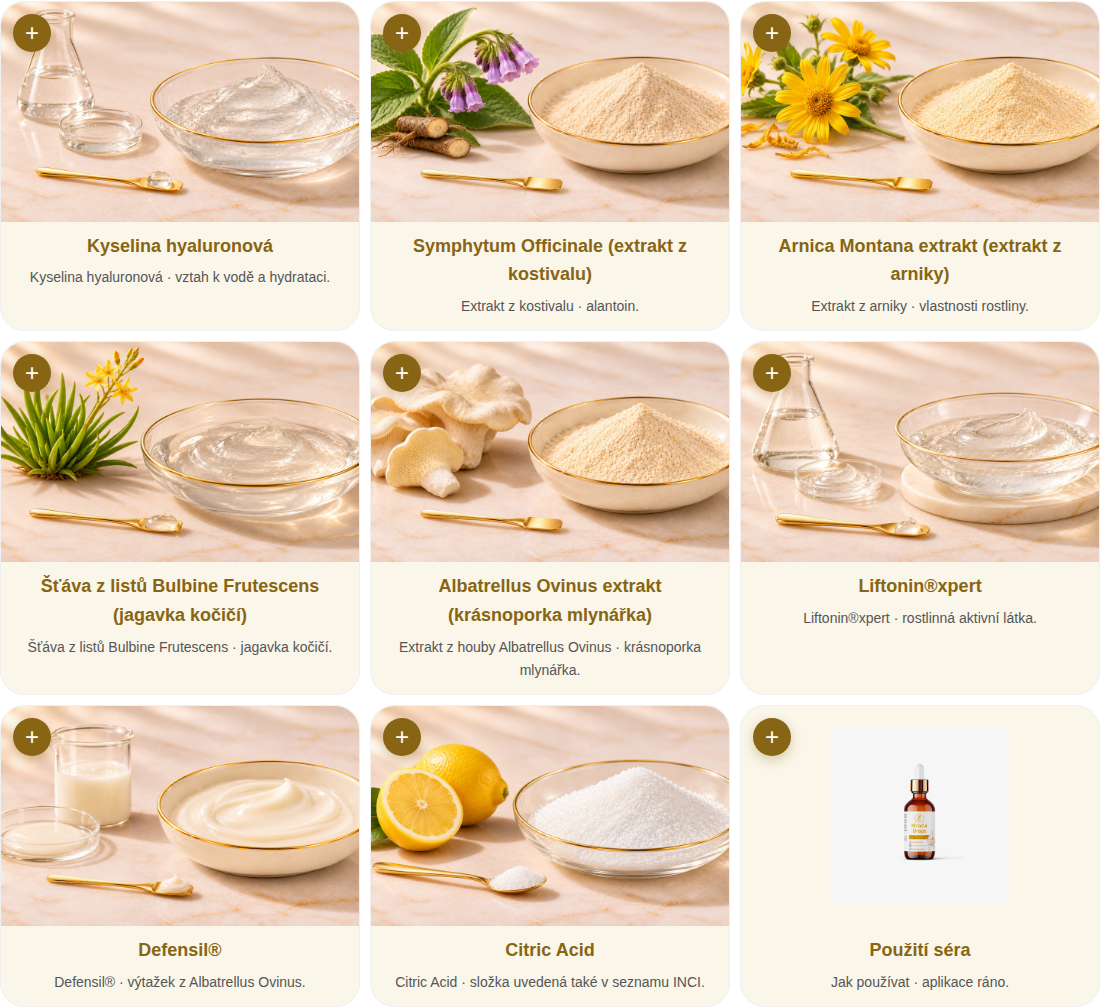 +
+
+
Kyselina hyaluronová
Kyselina hyaluronová · vztah k vodě a hydrataci.
Symphytum Officinale (extrakt z
kostivalu)
Extrakt z kostivalu · alantoin.
Arnica Montana extrakt (extrakt z
arniky)
Extrakt z arniky · vlastnosti rostliny.
+
+
+
Šťáva z listů Bulbine Frutescens
(jagavka kočičí)
Šťáva z listů Bulbine Frutescens · jagavka kočičí.
Albatrellus Ovinus extrakt
(krásnoporka mlynářka)
Extrakt z houby Albatrellus Ovinus · krásnoporka
mlynářka.
Liftonin®xpert
Liftonin®xpert · rostlinná aktivní látka.
+
+
+
Defensil®
Defensil® · výtažek z Albatrellus Ovinus.
Citric Acid
Citric Acid · složka uvedená také v seznamu INCI.
Použití séra
Jak používat · aplikace ráno.